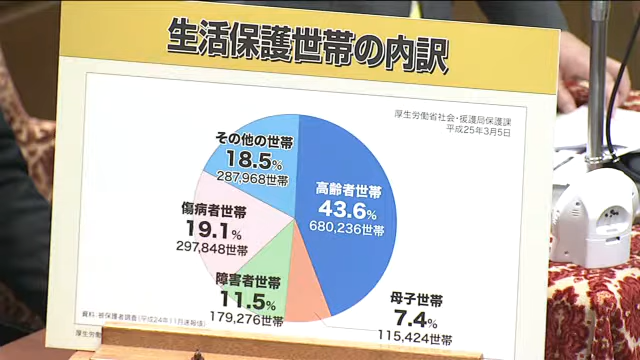 生活保護世帯の内訳
厚生労働省社会・援護局保護課
平成25年3月5日
その他の世帯
18.5%
287,968世帯
高齢者世帯
43.6%
680,236世帯
傷病者世帯
19.1%
297,848世帯
障害者世帯
11.5%
179,276世帯
母子世帯
7.4%
115,424世帯
資料:被保護者調査(平成24年11月速報値)
厚生労働